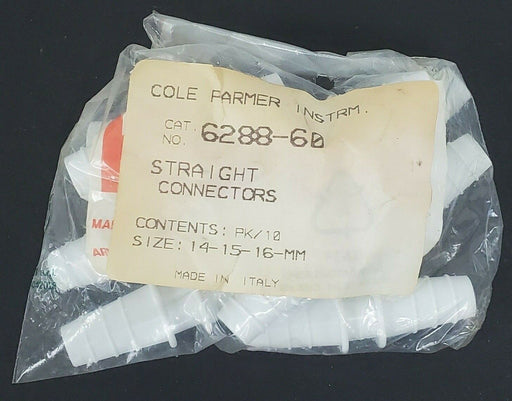 COLE PARMER INSTRM.
CAT. NO. 6288-60
STRAIGHT
CONNECTORS
CONTENTS: PK/10
SIZE: 14-15-16-MM
MADE IN ITALY